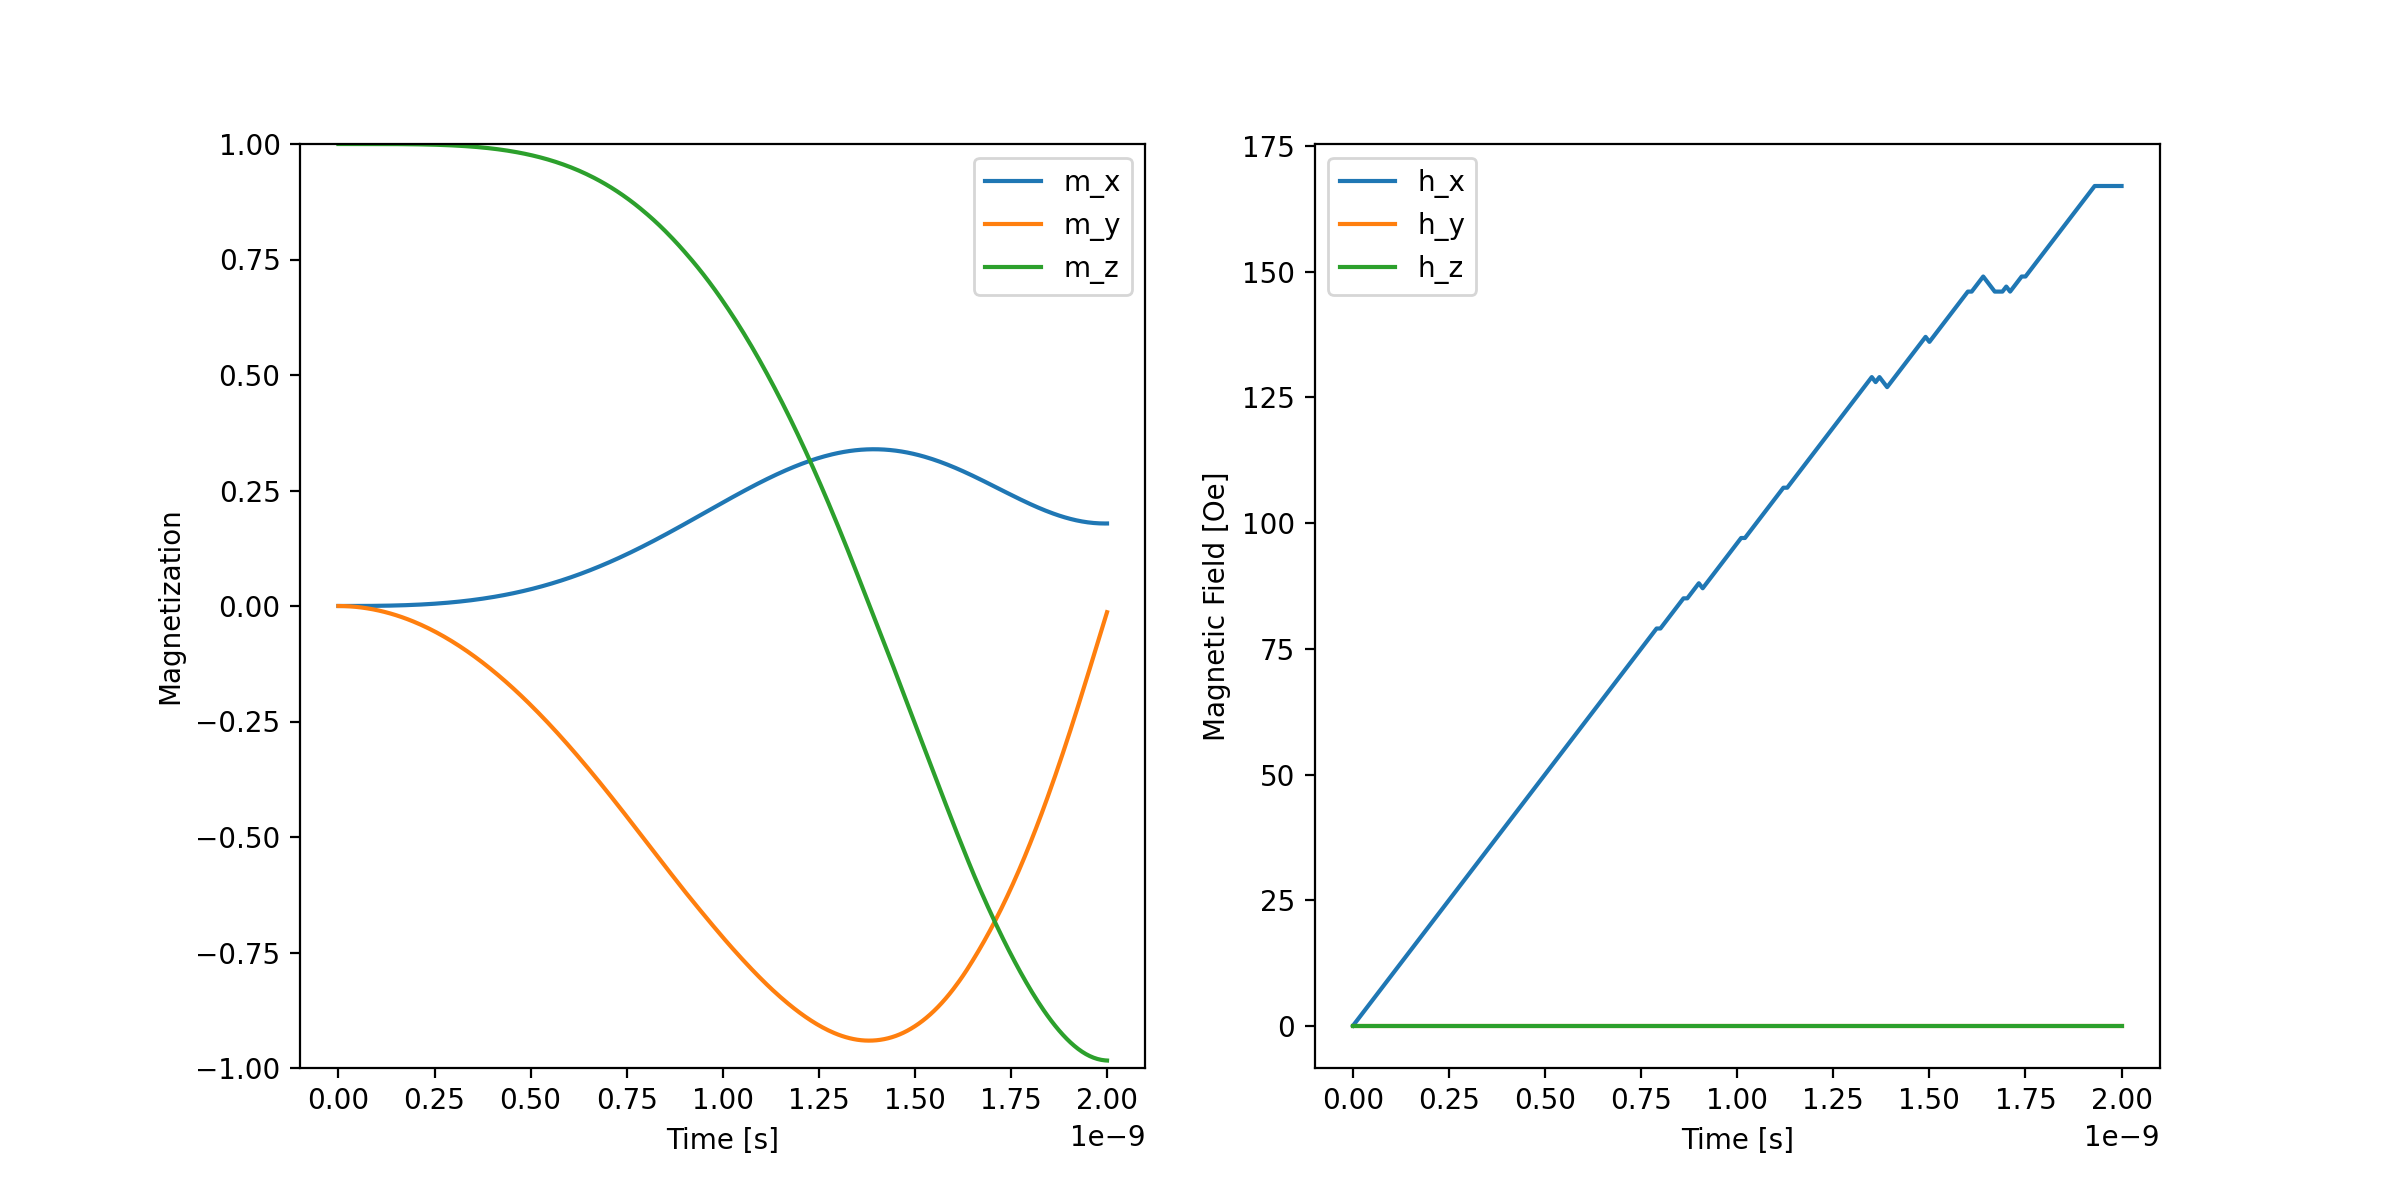 1.00
0.75
0.50
0.25
0.00
−0.25
−0.50
−0.75
−1.00
Magnetization
m_x
m_y
m_z
0.00 0.25 0.50 0.75 1.00 1.25 1.50 1.75 2.00
Time [s]
1e−9
175
150
125
100
75
50
25
0
Magnetic Field [Oe]
h_x
h_y
h_z
0.00 0.25 0.50 0.75 1.00 1.25 1.50 1.75 2.00
Time [s]
1e−9